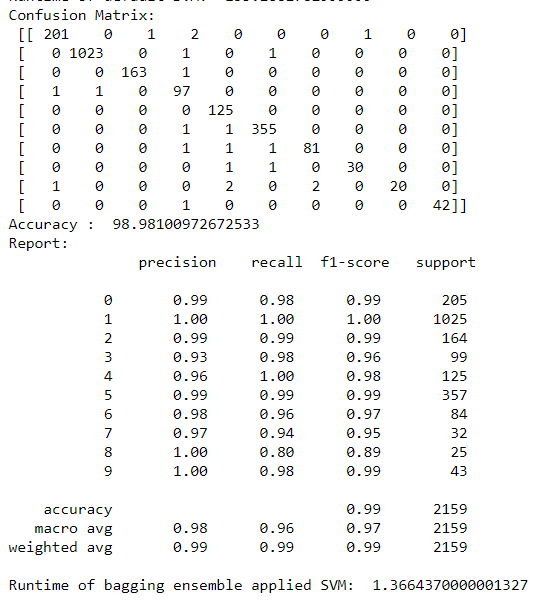 Confusion Matrix:
[[ 201 0 1 2 0 0 0 1 0 0]
[ 0 1023 0 1 0 1 0 0 0 0]
[ 0 0 163 1 0 0 0 0 0 0]
[ 1 1 0 97 0 0 0 0 0 0]
[ 0 0 0 0 125 0 0 0 0 0]
[ 0 0 0 1 1 355 0 0 0 0]
[ 0 0 0 1 1 1 81 0 0 0]
[ 0 0 0 0 1 1 0 30 0 0]
[ 1 0 0 0 2 0 2 0 20 0]
[ 0 0 0 1 0 0 0 0 0 42]]
Accuracy : 98.98100972672533
Report:
precision recall f1-score support
0 0.99 0.98 0.99 205
1 1.00 1.00 1.00 1025
2 0.99 0.99 0.99 164
3 0.93 0.98 0.96 99
4 0.96 1.00 0.98 125
5 0.99 0.99 0.99 357
6 0.98 0.96 0.97 84
7 0.97 0.94 0.95 32
8 1.00 0.80 0.89 25
9 1.00 0.98 0.99 43
accuracy 0.99 2159
macro avg 0.98 0.96 0.97 2159
weighted avg 0.99 0.99 0.99 2159
Runtime of bagging ensemble applied SVM: 1.3664370000001327